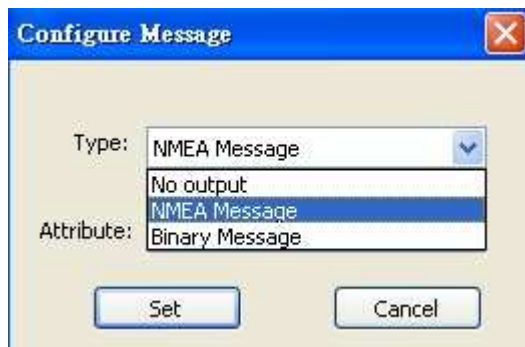 Configure Message
Type: NMEA Message
No output
NMEA Message
Attribute: Binary Message
Set Cancel